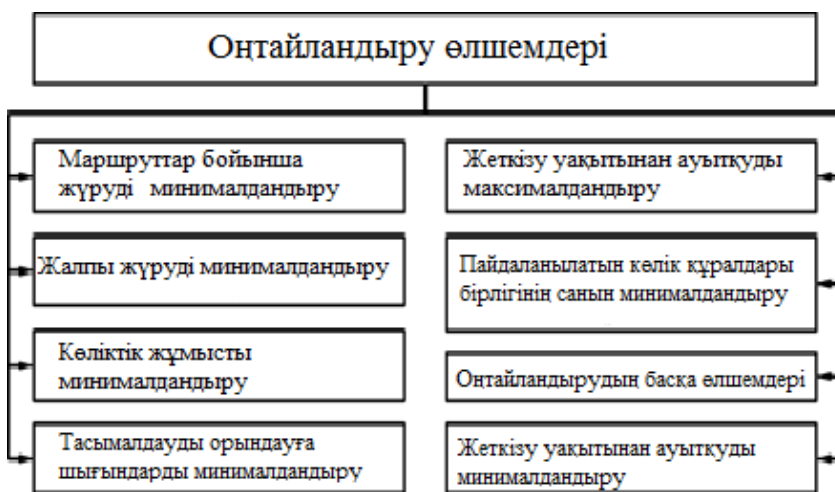 Оңтайландыру өлшемдері
Маршруттар бойынша
жүруді минималдандыру
Жалпы жүруді минималдандыру
Көліктік жұмысты
минималдандыру
Тасымалдауды орындауға
шығындарды минималдандыру
Жеткізу уақытынан ауытқуды
максималдандыру
Пайдаланылатын көлік құралдары
бірлігінің санын минималдандыру
Оңтайландырудың басқа өлшемдері
Жеткізу уақытынан ауытқуды
минималдандыру